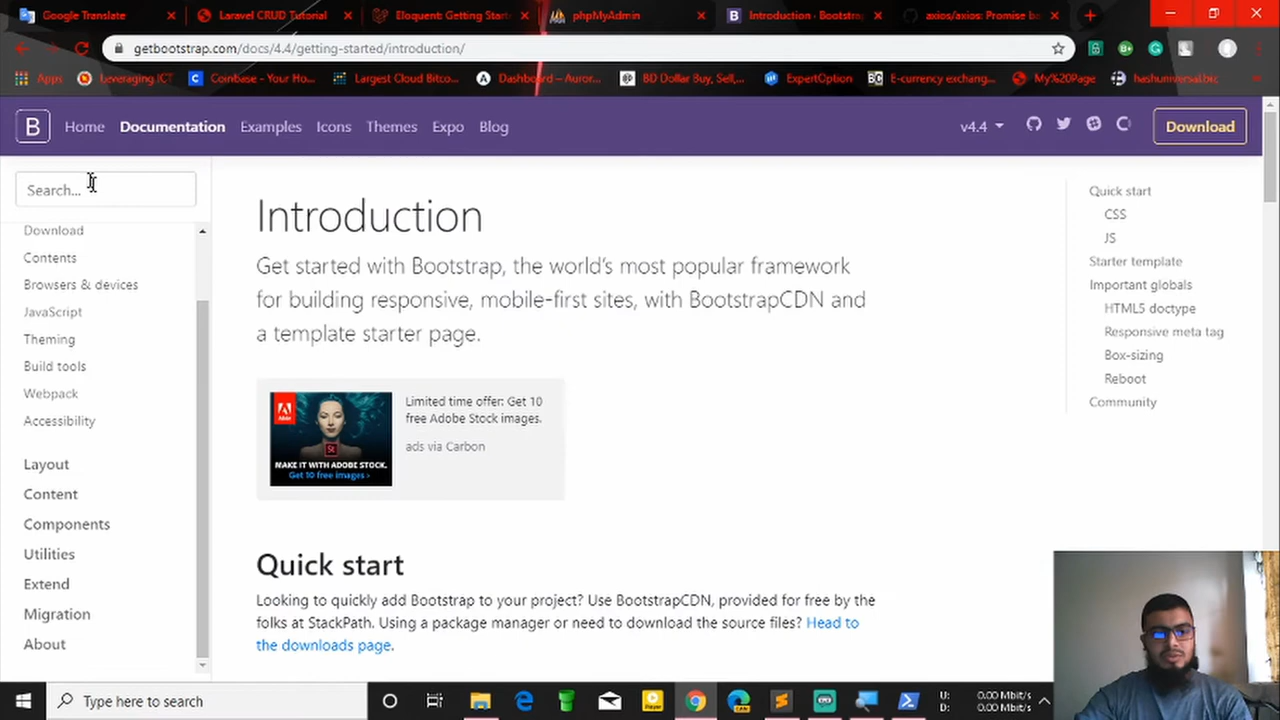 Google Translate
Laravel CRUD Tutorial
Eloquent: Getting Start
phpMyAdmin
Introduction · Bootstrap
axios/axios: Promise b
getbootstrap.com/docs/4.4/getting-started/introduction/
Apps
Leveraging ICT
Coinbase - Your Ho...
Largest Cloud Bitco...
Dashboard – Auror...
BD Dollar Buy, Sell,...
ExpertOption
E-currency exchang...
My%20Page
hashuniversal.biz
B
Home
Documentation
Examples
Icons
Themes
Expo
Blog
v4.4
Download
Search...
Download
Contents
Browsers & devices
JavaScript
Theming
Build tools
Webpack
Accessibility
Layout
Content
Components
Utilities
Extend
Migration
About
Introduction
Get started with Bootstrap, the world's most popular framework
for building responsive, mobile-first sites, with BootstrapCDN and
a template starter page.
MAKE IT WITH ADOBE STOCK.
Get 10 free images ›
Limited time offer: Get 10
free Adobe Stock images.
ads via Carbon
Quick start
Looking to quickly add Bootstrap to your project? Use BootstrapCDN, provided for free by the
folks at StackPath. Using a package manager or need to download the source files? Head to
the downloads page.
Quick start
CSS
JS
Starter template
Important globals
HTML5 doctype
Responsive meta tag
Box-sizing
Reboot
Community
Type here to search
U: 0.00 Mbit/s
D: 0.00 Mbit/s